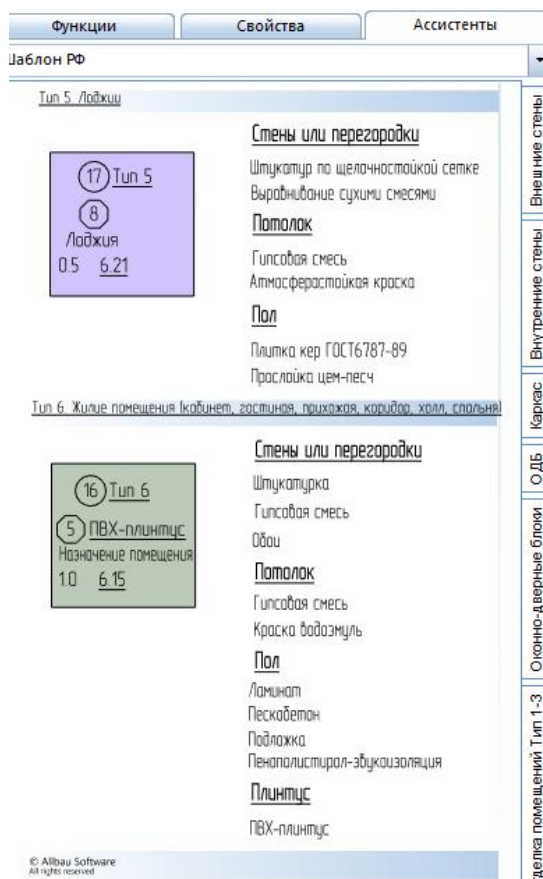 Функции
Свойства
Ассистенты
Шаблон РФ
Тип 5. Лоджии
Стены или перегородки
17 Тип 5
8
Лоджия
0.5 6.21
Штукатур по щелочностойкой сетке
Выравнивание сухими смесями
Потолок
Гипсовая смесь
Атмосферастойкая краска
Пол
Плитка кер ГОСТ6787-89
Прослойка цем-песч
Тип 6. Жилие помещения (кабинет, гостиная, прихожая, коридор, холл, спальня)
Стены или перегородки
16 Тип 6
5 ПВХ-плинтус
Назначение помещения
1.0 6.15
Штукатурка
Гипсовая смесь
Обои
Потолок
Гипсовая смесь
Краска водоэмуль
Пол
Ламинат
Пескобетон
Подложка
Пенополистирол-звукоизоляция
Плинтус
ПВХ-плинтус
© Allbau Software
All rights reserved
Внешние стены
Внутренние стены
Каркас
ОДБ
Оконно-дверные блоки
делка помещений Тип 1-3